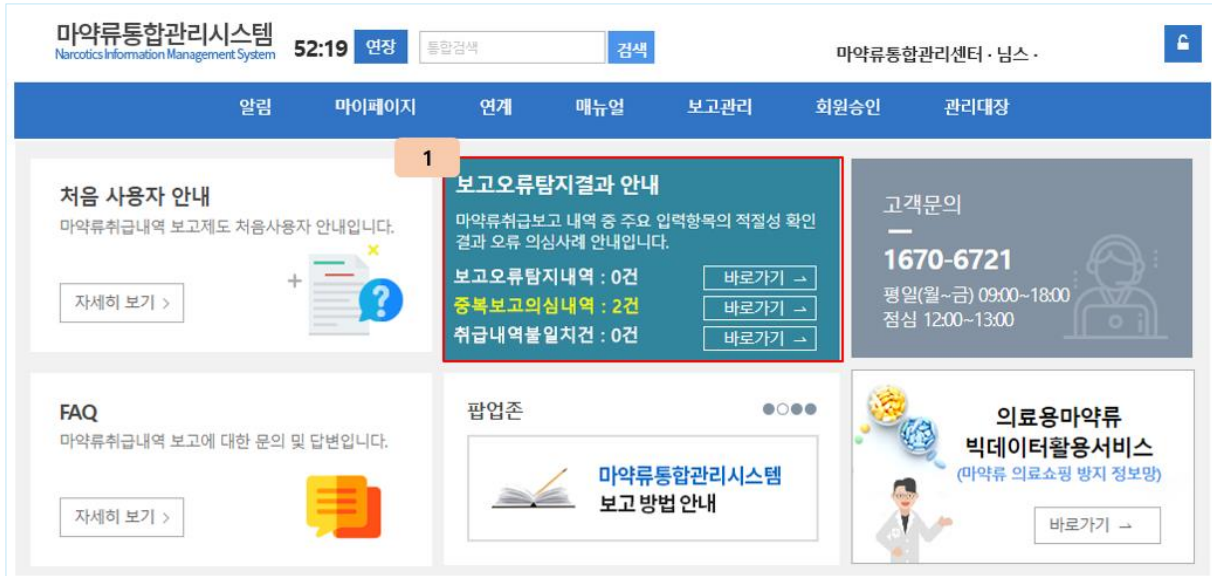 마약류통합관리시스템
Narcotics Information Management System
52:19 연장 통합검색 검색
마약류통합관리센터 · 님스 ·
알림 마이페이지 연계 매뉴얼 보고관리 회원승인 관리대장
처음 사용자 안내
마약류취급내역 보고제도 처음사용자 안내입니다.
자세히 보기 >
1
보고오류탐지결과 안내
마약류취급보고 내역 중 주요 입력항목의 적절성 확인
결과 오류 의심사례 안내입니다.
보고오류탐지내역 : 0건 바로가기 →
중복보고의심내역 : 2건 바로가기 →
취급내역불일치건 : 0건 바로가기 →
고객문의
1670-6721
평일(월~금) 09:00~18:00
점심 12:00~13:00
FAQ
마약류취급내역 보고에 대한 문의 및 답변입니다.
자세히 보기 >
팝업존
마약류통합관리시스템
보고 방법 안내
의료용마약류
빅데이터활용서비스
(마약류 의료쇼핑 방지 정보망)
바로가기 →